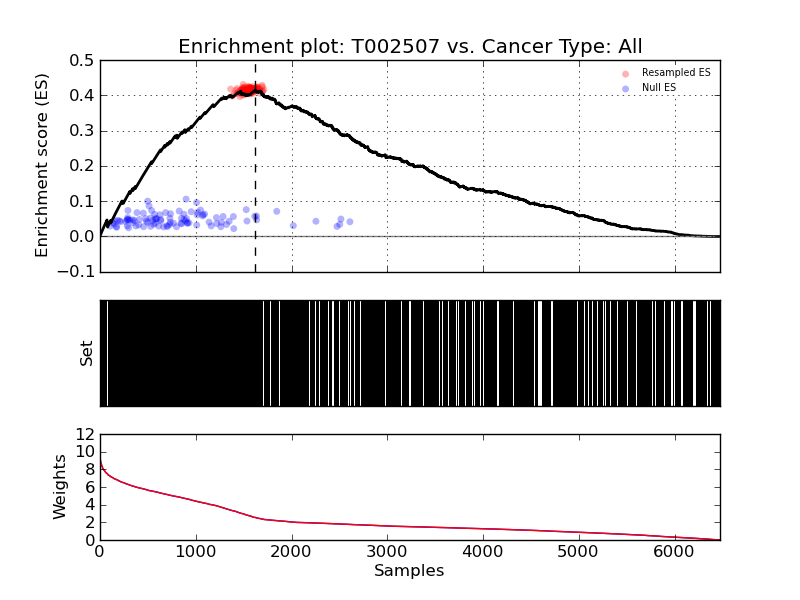 Enrichment plot: T002507 vs. Cancer Type: All
0.5
0.4
0.3
0.2
0.1
0.0
−0.1
Enrichment score (ES)
Resampled ES
Null ES
Set
12
10
8
6
4
2
0
Weights
0 1000 2000 3000 4000 5000 6000
Samples